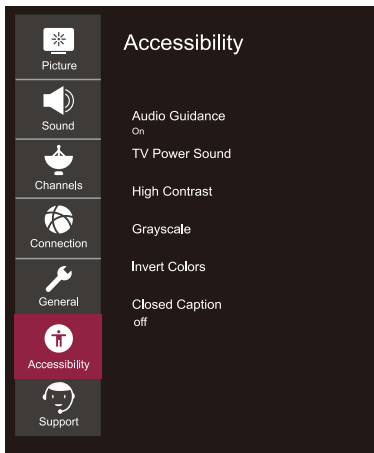 Accessibility
Picture
Sound
Channels
Connection
General
Accessibility
Support
Audio Guidance
On
TV Power Sound
High Contrast
Grayscale
Invert Colors
Closed Caption
off